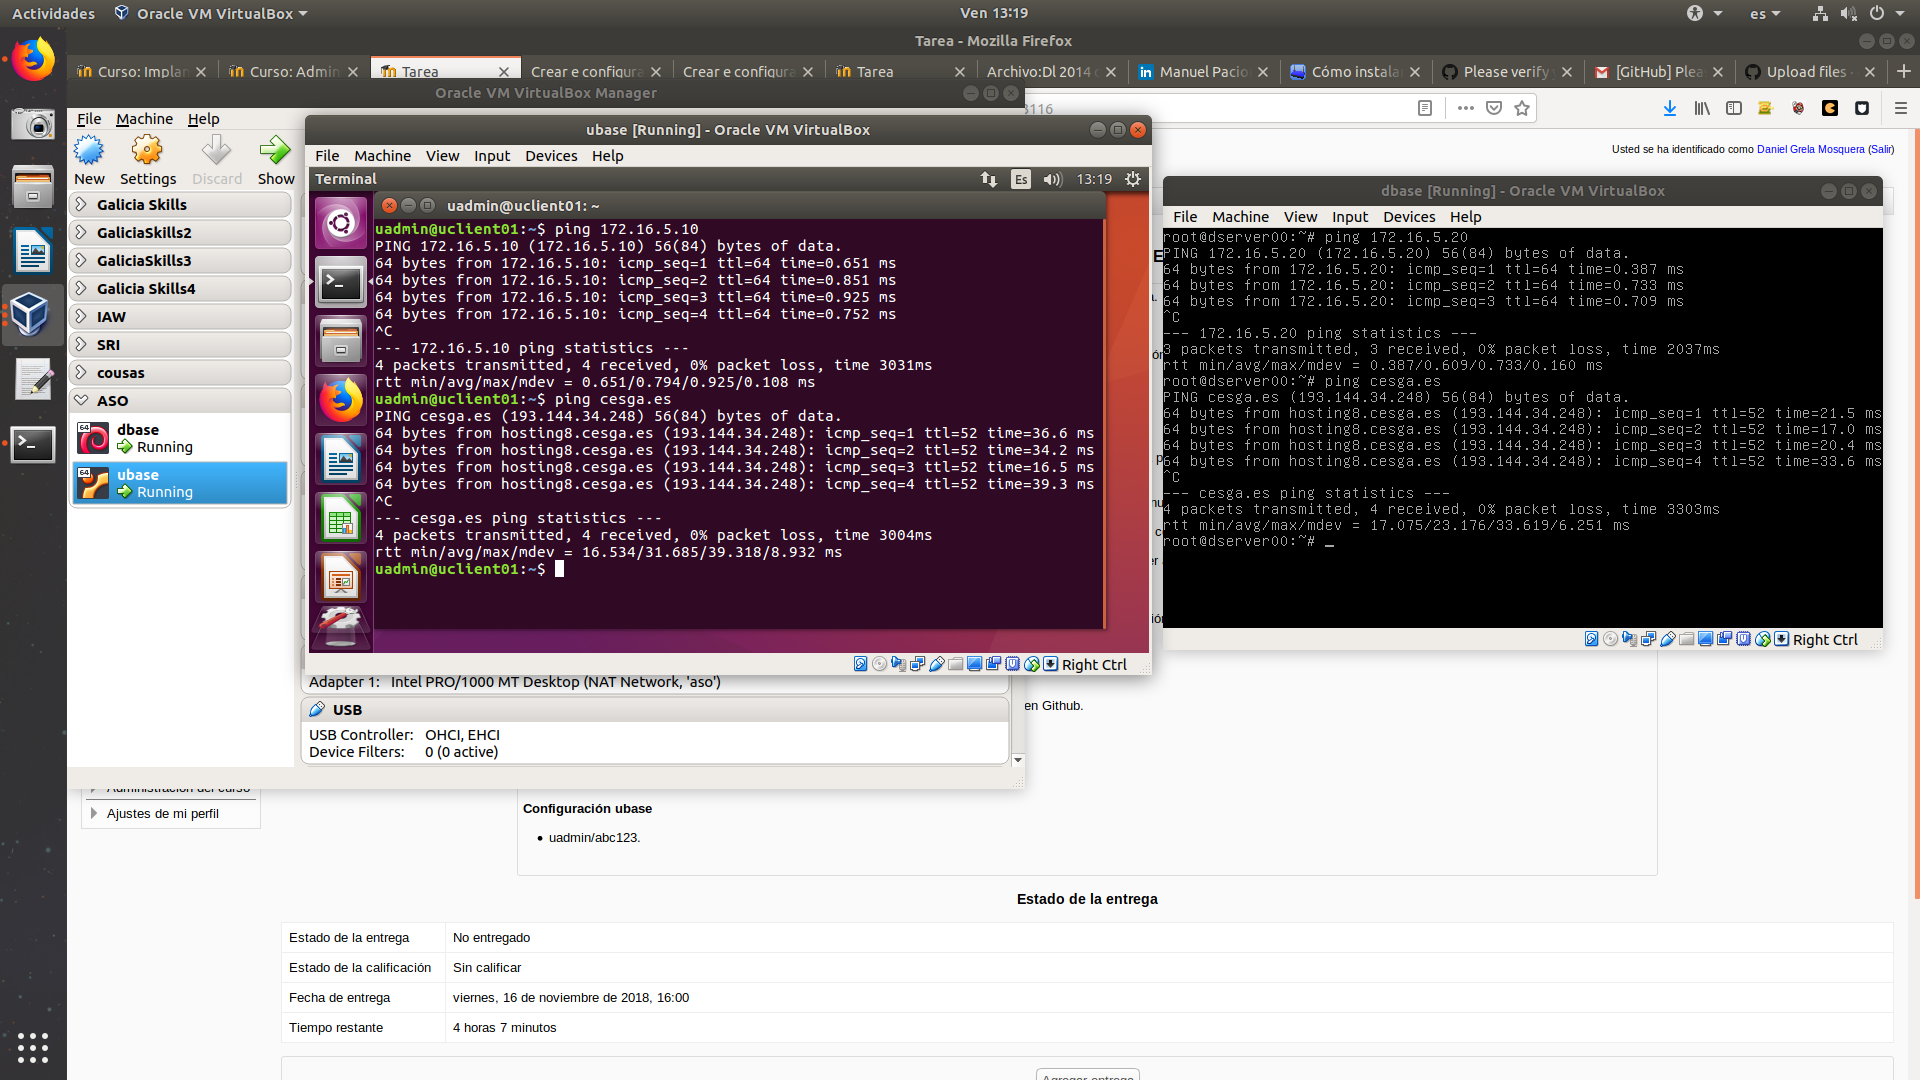 Actividades
Oracle VM VirtualBox
Ven 13:19
es
Tarea - Mozilla Firefox
Curso: Implan
Curso: Admin
Tarea
Crear e configura
Crear e configura
Tarea
Archivo:Dl 2014
Manuel Pacio
Cómo instala
Please verify
[GitHub] Plea
Upload files
Oracle VM VirtualBox Manager
3116
File Machine Help
New Settings Discard Show
Usted se ha identificado como Daniel Grela Mosquera (Salir)
Galicia Skills
GaliciaSkills2
GaliciaSkills3
Galicia Skills4
IAW
SRI
cousas
ASO
64
dbase
Running
64
ubase
Running
ubase [Running] - Oracle VM VirtualBox
File Machine View Input Devices Help
Terminal
Es
13:19
uadmin@uclient01: ~
uadmin@uclient01:~$ ping 172.16.5.10
PING 172.16.5.10 (172.16.5.10) 56(84) bytes of data.
64 bytes from 172.16.5.10: icmp_seq=1 ttl=64 time=0.651 ms
64 bytes from 172.16.5.10: icmp_seq=2 ttl=64 time=0.851 ms
64 bytes from 172.16.5.10: icmp_seq=3 ttl=64 time=0.925 ms
64 bytes from 172.16.5.10: icmp_seq=4 ttl=64 time=0.752 ms
^C
--- 172.16.5.10 ping statistics ---
4 packets transmitted, 4 received, 0% packet loss, time 3031ms
rtt min/avg/max/mdev = 0.651/0.794/0.925/0.108 ms
uadmin@uclient01:~$ ping cesga.es
PING cesga.es (193.144.34.248) 56(84) bytes of data.
64 bytes from hosting8.cesga.es (193.144.34.248): icmp_seq=1 ttl=52 time=36.6 ms
64 bytes from hosting8.cesga.es (193.144.34.248): icmp_seq=2 ttl=52 time=34.2 ms
64 bytes from hosting8.cesga.es (193.144.34.248): icmp_seq=3 ttl=52 time=16.5 ms
64 bytes from hosting8.cesga.es (193.144.34.248): icmp_seq=4 ttl=52 time=39.3 ms
^C
--- cesga.es ping statistics ---
4 packets transmitted, 4 received, 0% packet loss, time 3004ms
rtt min/avg/max/mdev = 16.534/31.685/39.318/8.932 ms
uadmin@uclient01:~$
Right Ctrl
dbase [Running] - Oracle VM VirtualBox
File Machine View Input Devices Help
root@dserver00:~# ping 172.16.5.20
PING 172.16.5.20 (172.16.5.20) 56(84) bytes of data.
64 bytes from 172.16.5.20: icmp_seq=1 ttl=64 time=0.387 ms
64 bytes from 172.16.5.20: icmp_seq=2 ttl=64 time=0.733 ms
64 bytes from 172.16.5.20: icmp_seq=3 ttl=64 time=0.709 ms
^C
--- 172.16.5.20 ping statistics ---
3 packets transmitted, 3 received, 0% packet loss, time 2037ms
rtt min/avg/max/mdev = 0.387/0.609/0.733/0.160 ms
root@dserver00:~# ping cesga.es
PING cesga.es (193.144.34.248) 56(84) bytes of data.
64 bytes from hosting8.cesga.es (193.144.34.248): icmp_seq=1 ttl=52 time=21.5 ms
64 bytes from hosting8.cesga.es (193.144.34.248): icmp_seq=2 ttl=52 time=17.0 ms
64 bytes from hosting8.cesga.es (193.144.34.248): icmp_seq=3 ttl=52 time=20.4 ms
64 bytes from hosting8.cesga.es (193.144.34.248): icmp_seq=4 ttl=52 time=33.6 ms
^C
--- cesga.es ping statistics ---
4 packets transmitted, 4 received, 0% packet loss, time 3303ms
rtt min/avg/max/mdev = 17.075/23.176/33.619/6.251 ms
root@dserver00:~# _
Right Ctrl
Adapter 1: Intel PRO/1000 MT Desktop (NAT Network, 'aso')
USB
USB Controller: OHCI, EHCI
Device Filters: 0 (0 active)
en Github.
Administración del curso
Ajustes de mi perfil
Configuración ubase
uadmin/abc123.
Estado de la entrega
Estado de la entrega No entregado
Estado de la calificación Sin calificar
Fecha de entrega viernes, 16 de noviembre de 2018, 16:00
Tiempo restante 4 horas 7 minutos
Agregar entrega